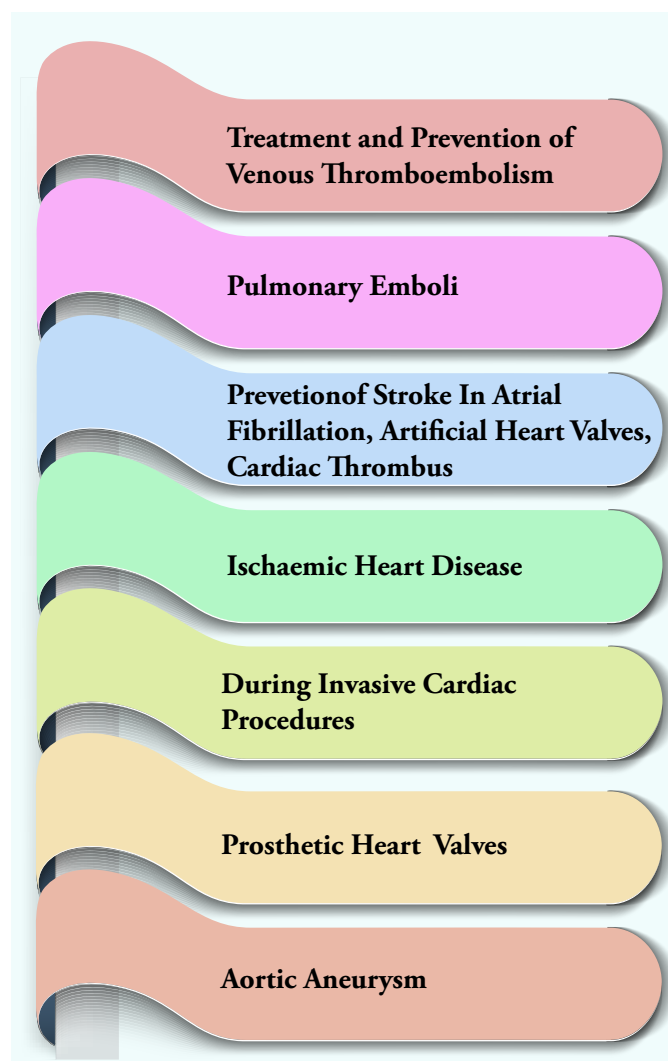 Treatment and Prevention of
Venous Thromboembolism
Pulmonary Emboli
Prevetionof Stroke In Atrial
Fibrillation, Artificial Heart Valves,
Cardiac Thrombus
Ischaemic Heart Disease
During Invasive Cardiac
Procedures
Prosthetic Heart Valves
Aortic Aneurysm